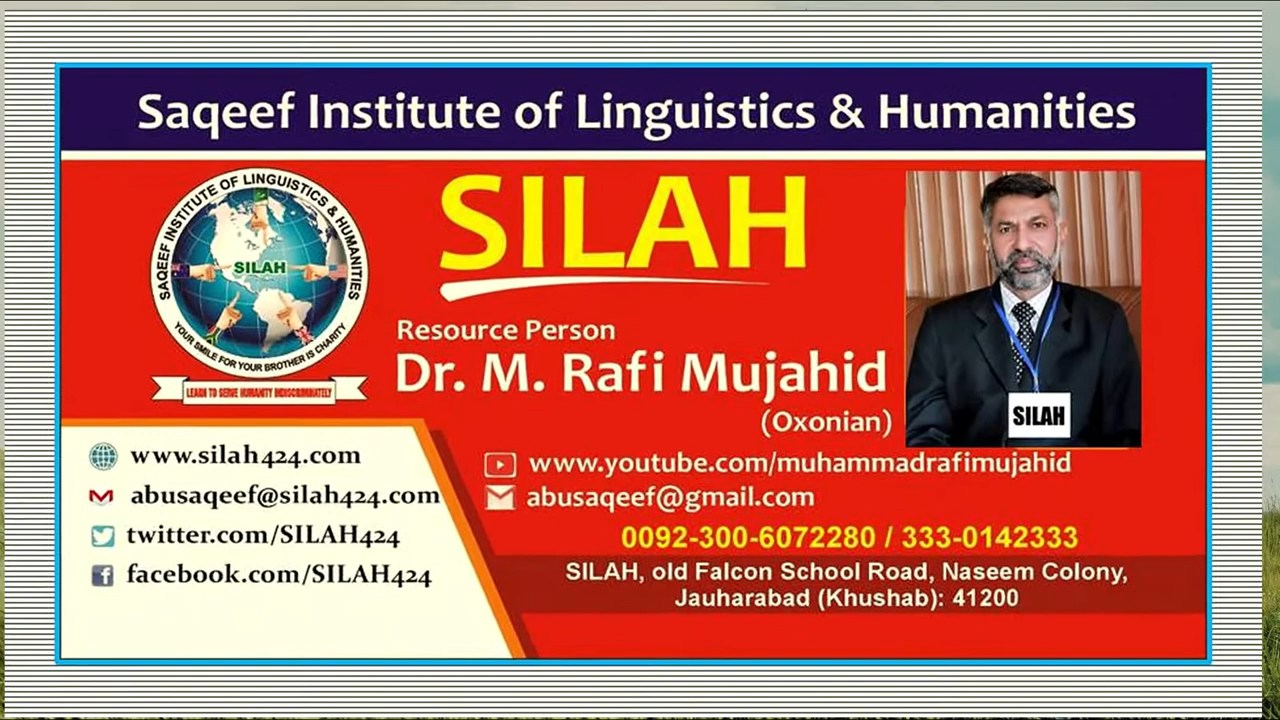 Saqeef Institute of Linguistics & Humanities
SAQEEF INSTITUTE OF LINGUISTICS & HUMANITIES
SILAH
YOUR SMILE FOR YOUR BROTHER IS CHARITY
LEARN TO SERVE HUMANITY INDISCRIMINATELY
SILAH
Resource Person
Dr. M. Rafi Mujahid
(Oxonian)
SILAH
www.silah424.com
abusaqeef@silah424.com
twitter.com/SILAH424
facebook.com/SILAH424
www.youtube.com/muhammadrafimujahid
abusaqeef@gmail.com
0092-300-6072280 / 333-0142333
SILAH, old Falcon School Road, Naseem Colony,
Jauharabad (Khushab): 41200